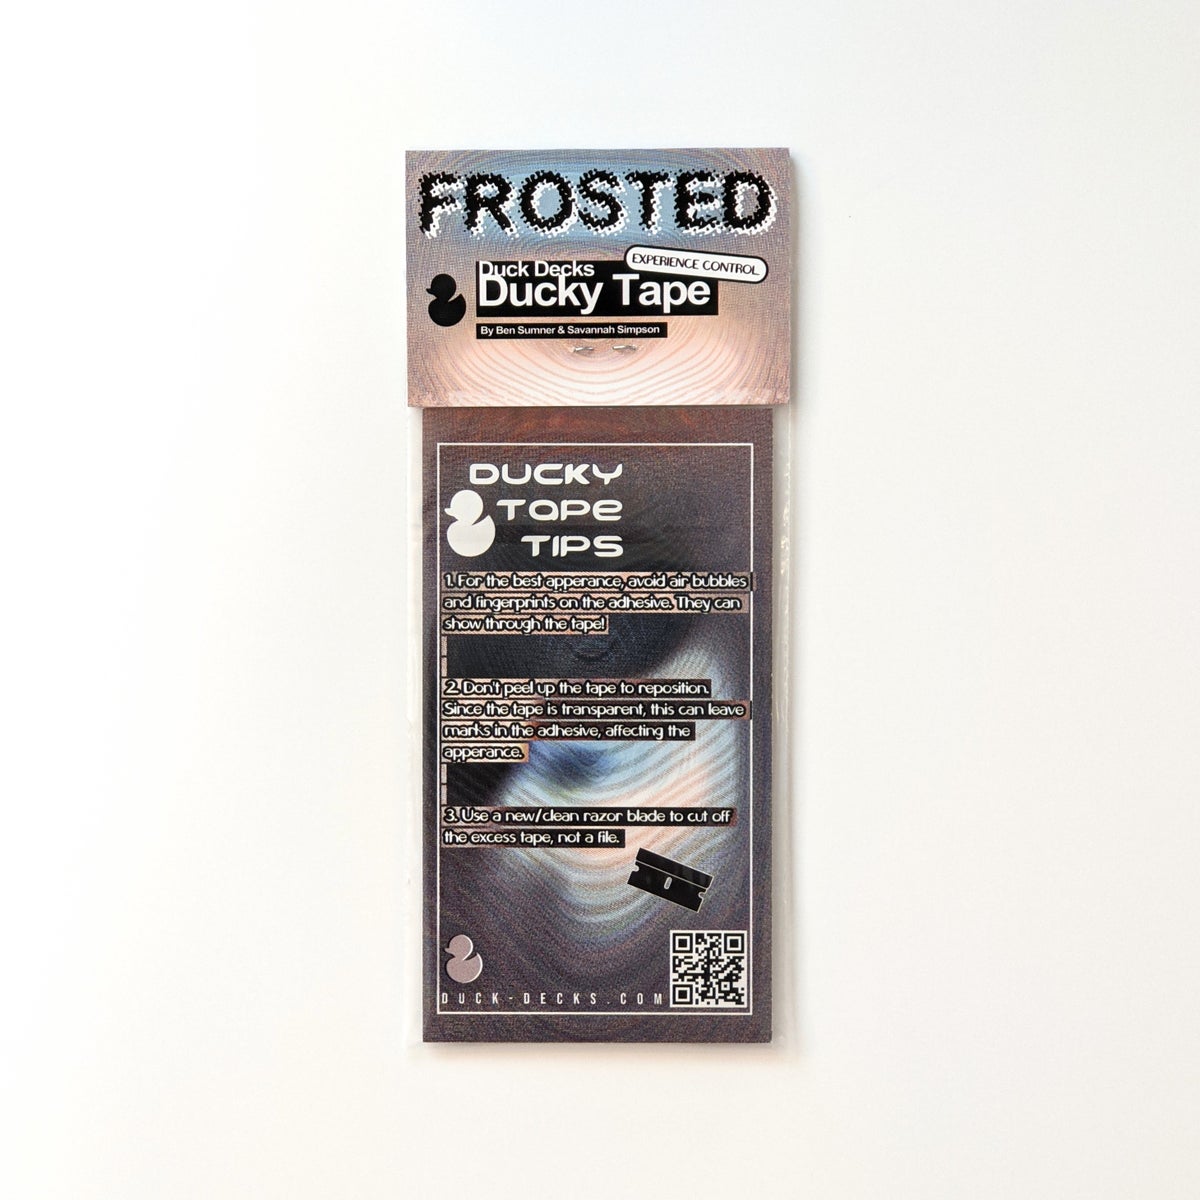 FROSTED
EXPERIENCE CONTROL
Duck Decks
Ducky Tape
By Ben Sumner & Savannah Simpson
DUCKY
TAPE
TIPS
1. For the best apperance, avoid air bubbles
and fingerprints on the adhesive. They can
show through the tape!
2. Don't peel up the tape to reposition.
Since the tape is transparent, this can leave
marks in the adhesive, affecting the
apperance.
3. Use a new/clean razor blade to cut off
the excess tape, not a file.
DUCK-DECKS.COM